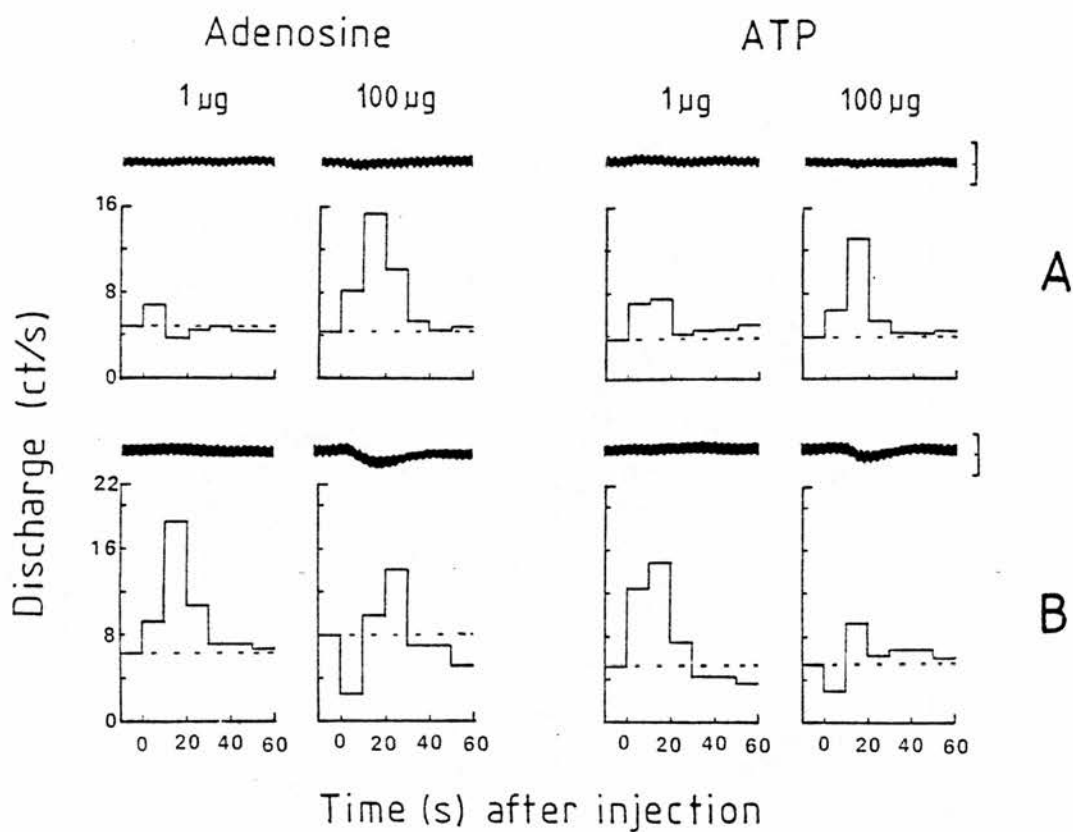 Adenosine ATP
1 µg 100 µg 1 µg 100 µg
16
8
0
A
Discharge (ct/s)
22
16
8
0
B
0 20 40 60 0 20 40 60 0 20 40 60 0 20 40 60
Time (s) after injection